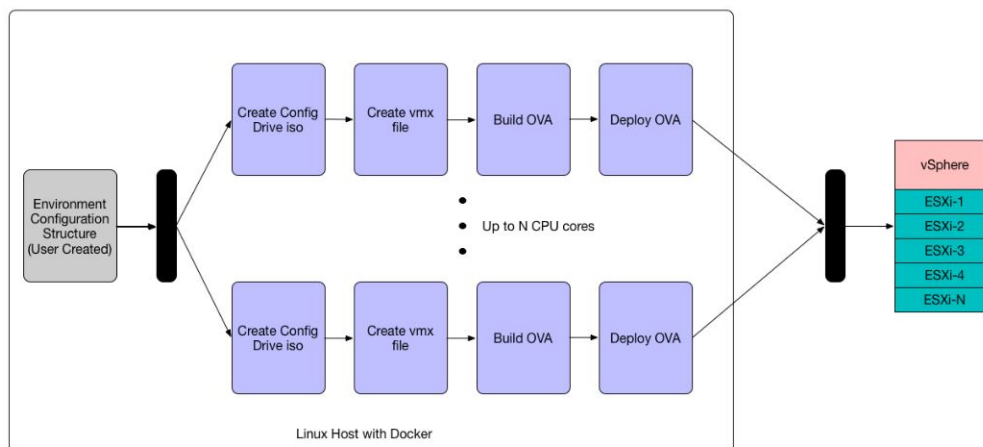 Create Config
Drive iso
Create vmx
file
Build OVA
Deploy OVA
vSphere
ESXi-1
ESXi-2
ESXi-3
ESXi-4
ESXi-N
Environment
Configuration
Structure
(User Created)
Up to N CPU cores
Create Config
Drive iso
Create vmx
file
Build OVA
Deploy OVA
Linux Host with Docker